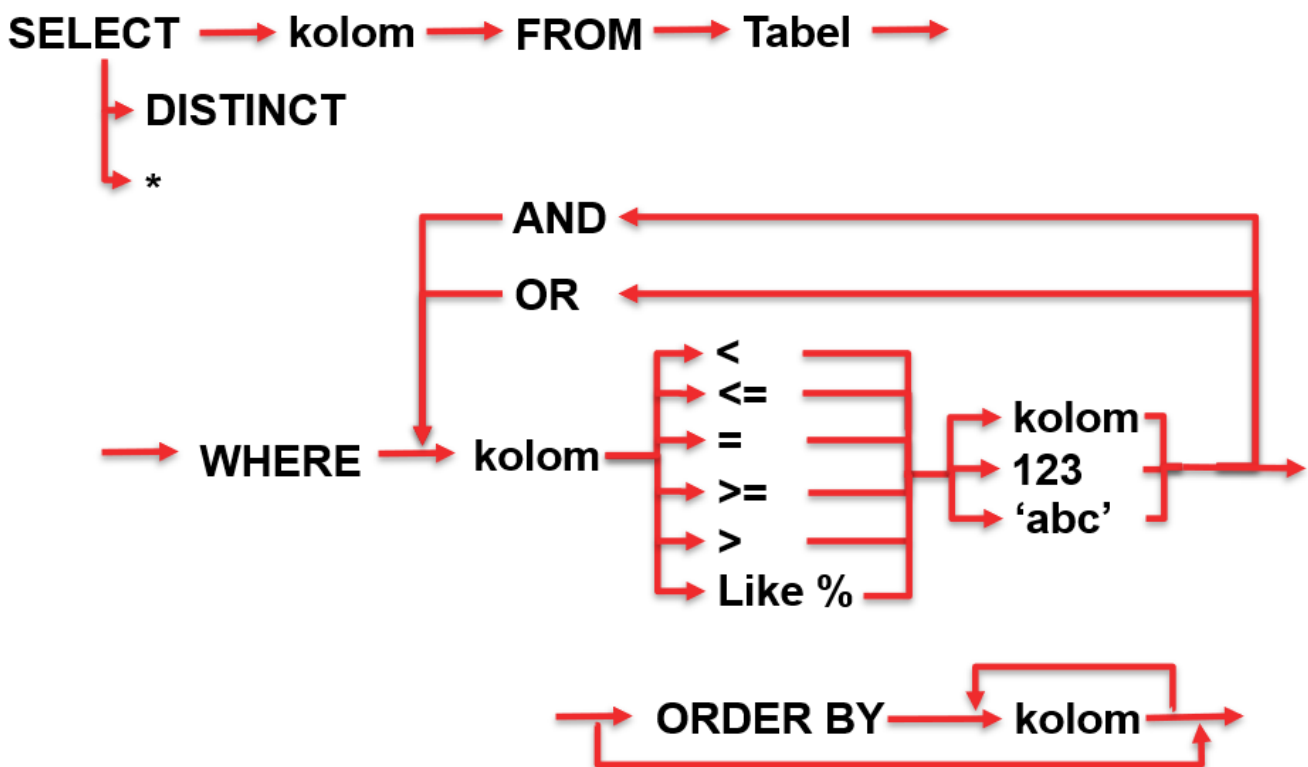 SELECT kolom FROM Tabel
DISTINCT
*
AND
OR
<
<=
=
>=
>
Like %
WHERE kolom
kolom
123
‘abc’
ORDER BY kolom